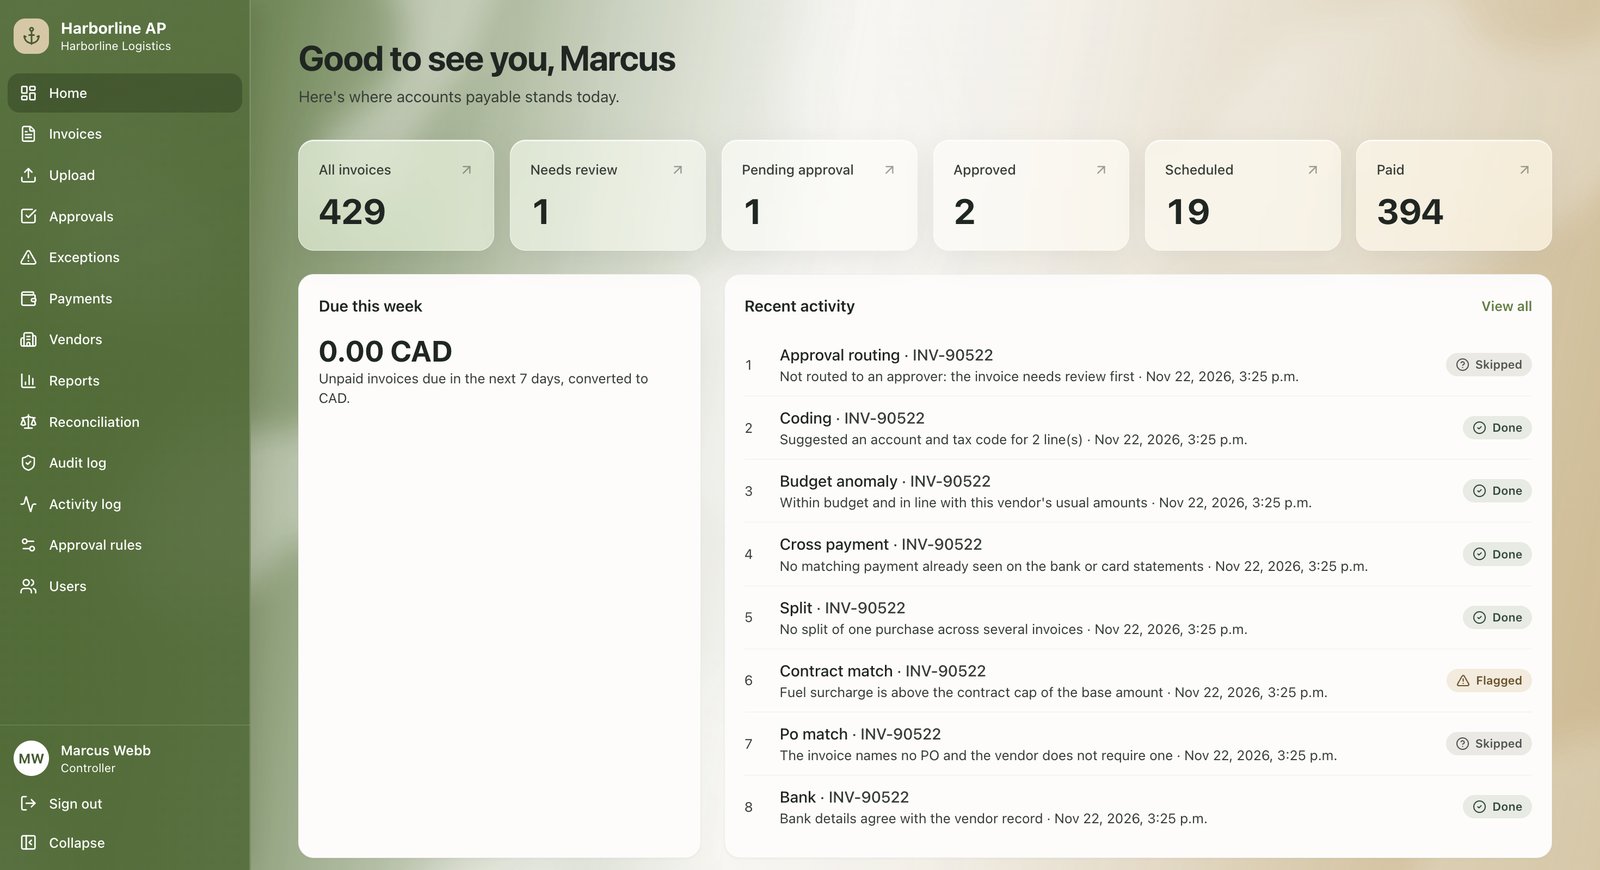 Harborline AP
Harborline Logistics
Home
Invoices
Upload
Approvals
Exceptions
Payments
Vendors
Reports
Reconciliation
Audit log
Activity log
Approval rules
Users
MW
Marcus Webb
Controller
Sign out
Collapse
Good to see you, Marcus
Here's where accounts payable stands today.
All invoices
429
Needs review
1
Pending approval
1
Approved
2
Scheduled
19
Paid
394
Due this week
0.00 CAD
Unpaid invoices due in the next 7 days, converted to
CAD.
Recent activity
View all
1
Approval routing · INV-90522
Not routed to an approver: the invoice needs review first · Nov 22, 2026, 3:25 p.m.
Skipped
2
Coding · INV-90522
Suggested an account and tax code for 2 line(s) · Nov 22, 2026, 3:25 p.m.
Done
3
Budget anomaly · INV-90522
Within budget and in line with this vendor's usual amounts · Nov 22, 2026, 3:25 p.m.
Done
4
Cross payment · INV-90522
No matching payment already seen on the bank or card statements · Nov 22, 2026, 3:25 p.m.
Done
5
Split · INV-90522
No split of one purchase across several invoices · Nov 22, 2026, 3:25 p.m.
Done
6
Contract match · INV-90522
Fuel surcharge is above the contract cap of the base amount · Nov 22, 2026, 3:25 p.m.
Flagged
7
Po match · INV-90522
The invoice names no PO and the vendor does not require one · Nov 22, 2026, 3:25 p.m.
Skipped
8
Bank · INV-90522
Bank details agree with the vendor record · Nov 22, 2026, 3:25 p.m.
Done